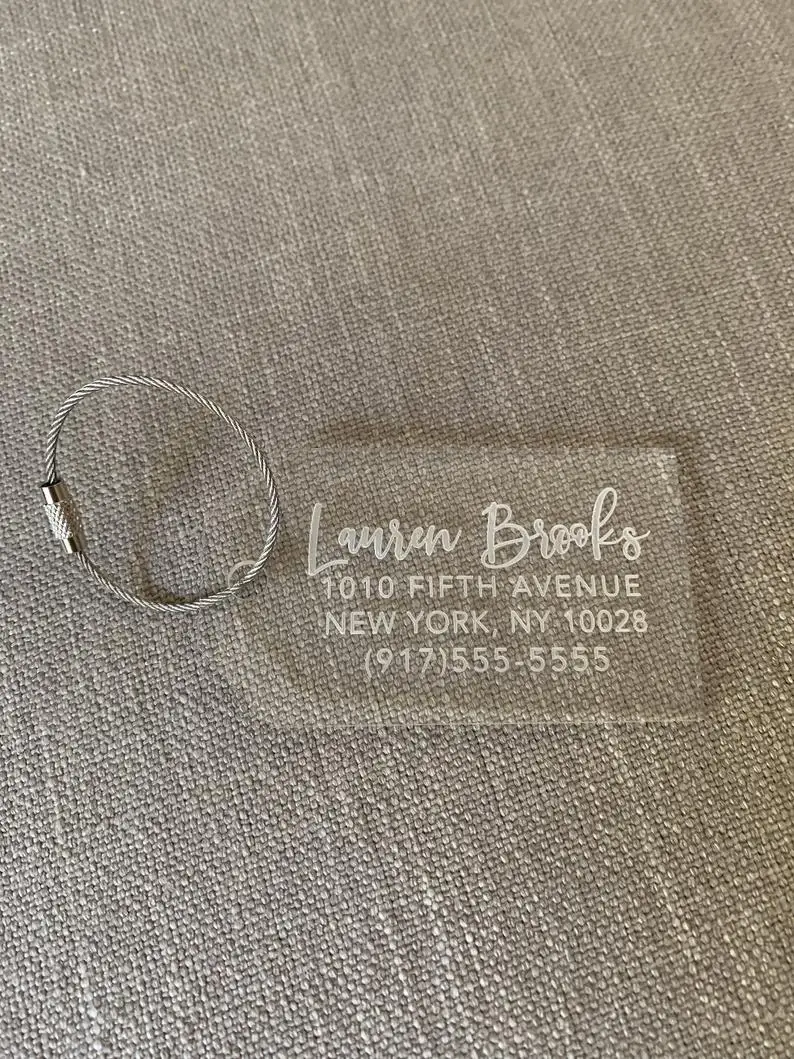 Lauren Brooks
1010 FIFTH AVENUE
NEW YORK, NY 10028
(917)555-5555